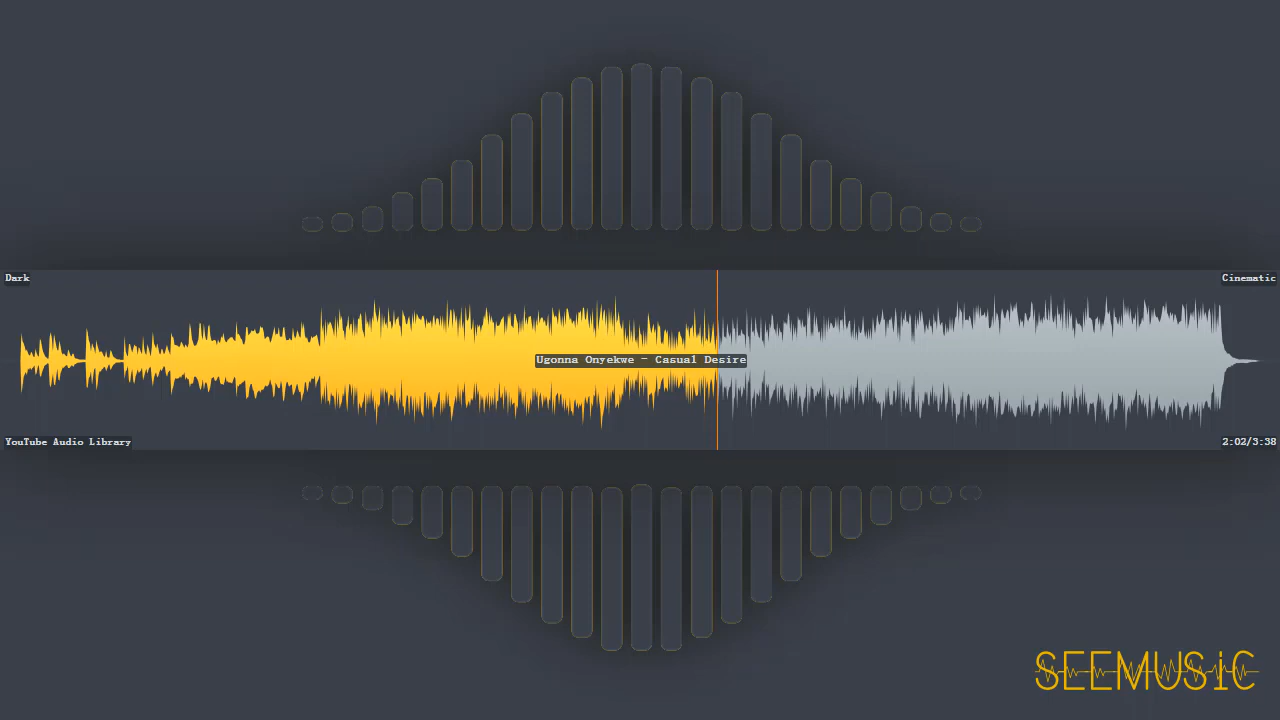 Dark
Cinematic
Ugonna Onyekwe - Casual Desire
YouTube Audio Library
2:02/3:38
SEEMUSiC